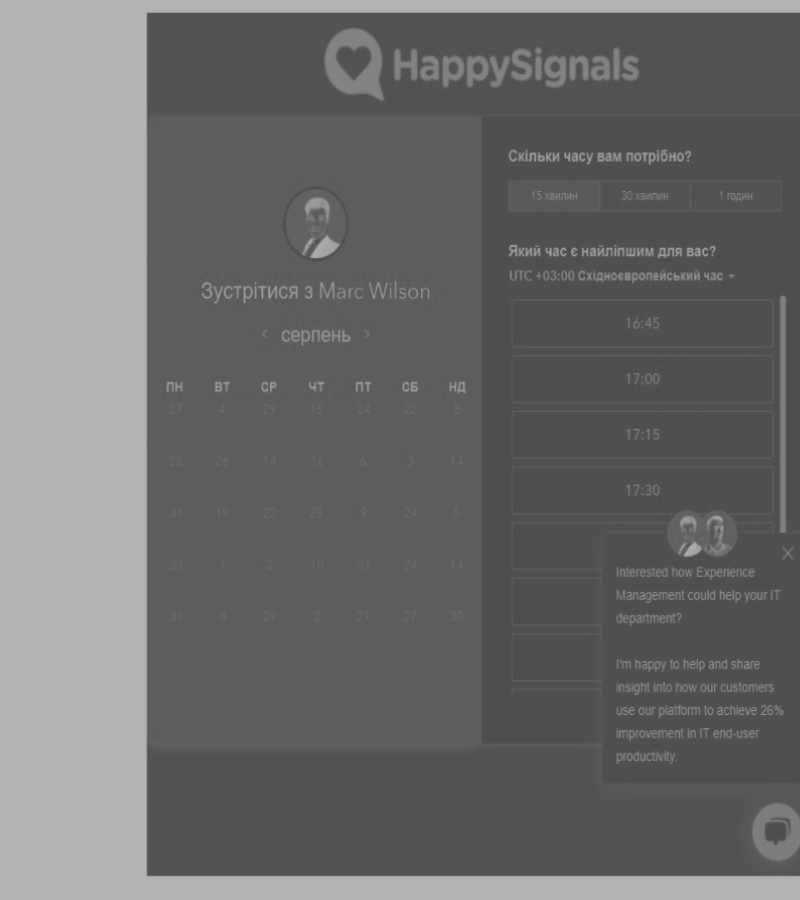 HappySignals
Зустрітися з Marc Wilson
серпень
ПН ВТ СР ЧТ ПТ СБ НД
27 4 29 15 24 22 8
28 26 14 16 6 3 14
31 19 22 25 9 24 5
23 1 2 10 31 24 14
31 8 29 2 21 27 30
Скільки часу вам потрібно?
15 хвилин 30 хвилин 1 годин
Який час є найліпшим для вас?
UTC +03:00 Східноєвропейський час
16:45
17:00
17:15
17:30
Interested how Experience
Management could help your IT
department?
I'm happy to help and share
insight into how our customers
use our platform to achieve 26%
improvement in IT end-user
productivity.